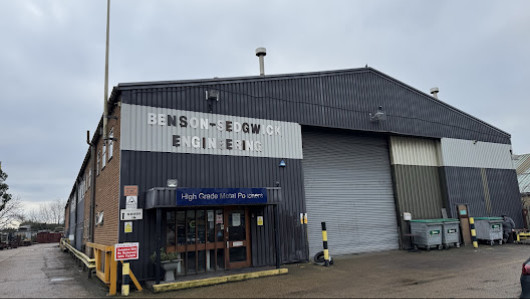 BENSON-SEDGWICK
ENGINEERING
High Grade Metal Polishers